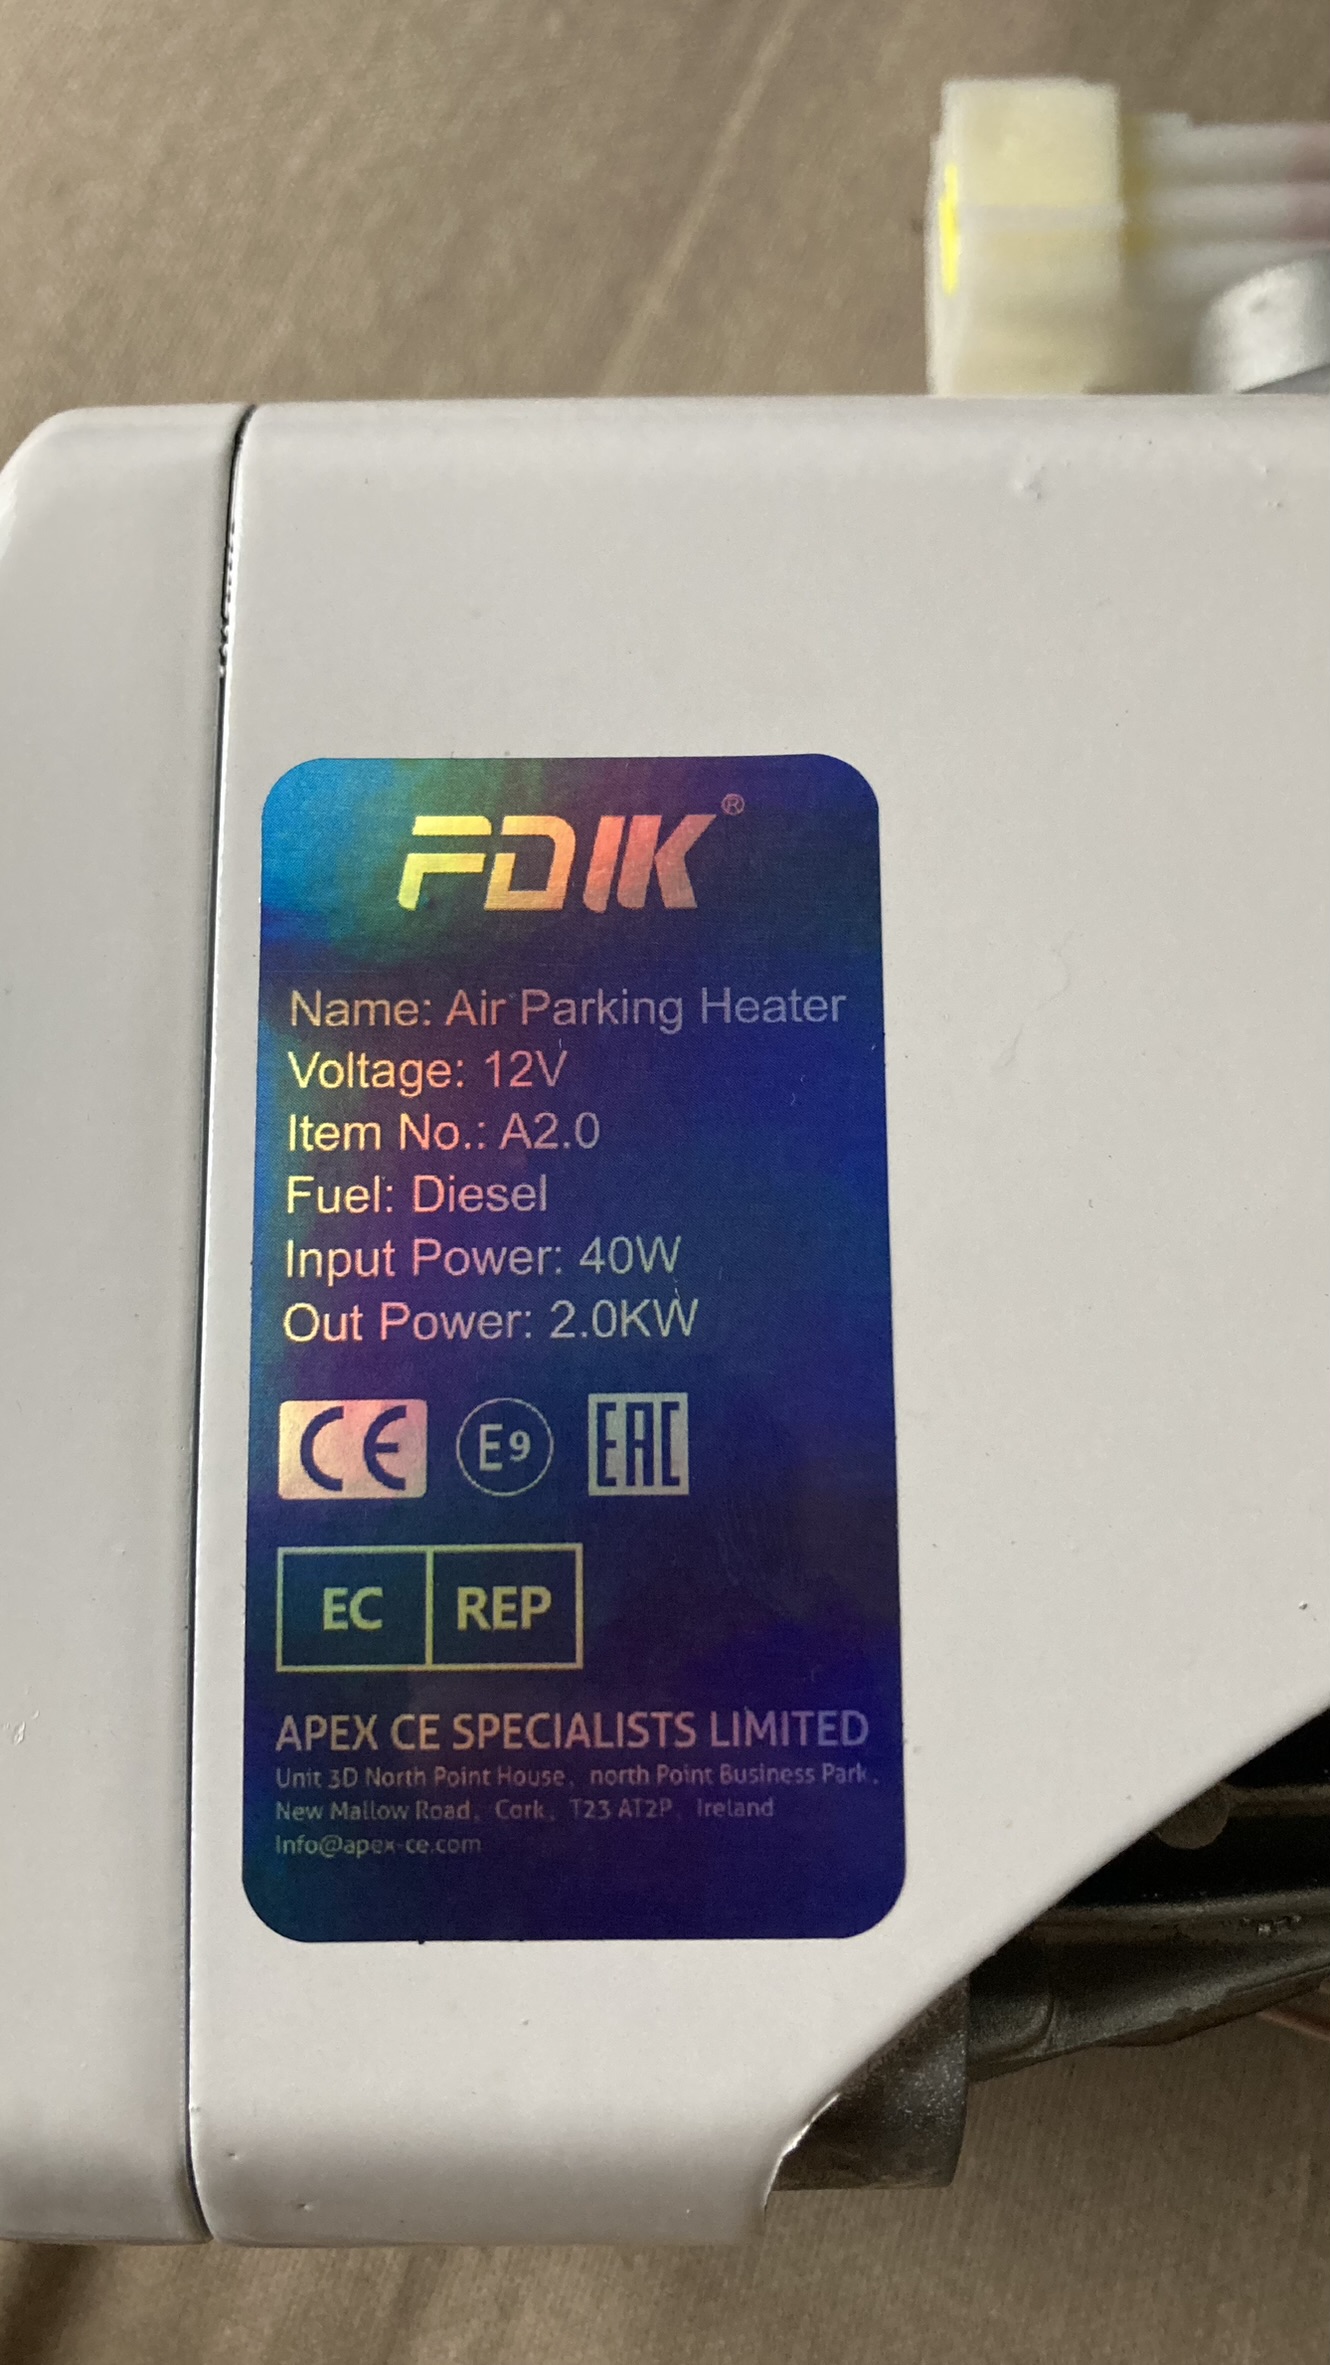 FDIK®
Name: Air Parking Heater
Voltage: 12V
Item No.: A2.0
Fuel: Diesel
Input Power: 40W
Out Power: 2.0KW
CE E9 EAC
EC REP
APEX CE SPECIALISTS LIMITED
Unit 3D North Point House, north Point Business Park,
New Mallow Road, Cork, T23 AT2P, Ireland
Info@apex-ce.com